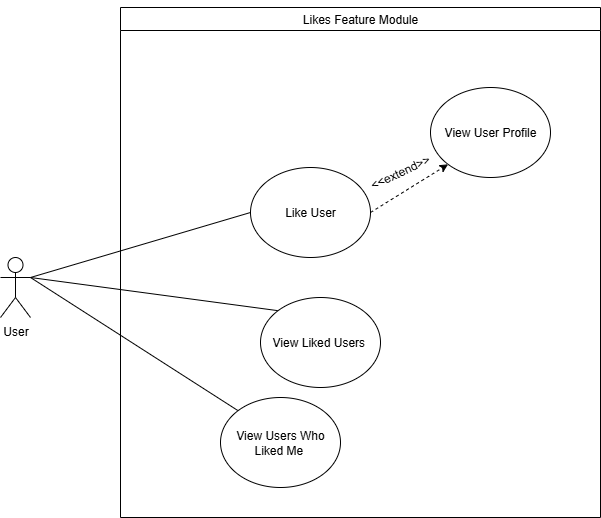 Likes Feature Module
View User Profile
<<extend>>
Like User
User
View Liked Users
View Users Who
Liked Me